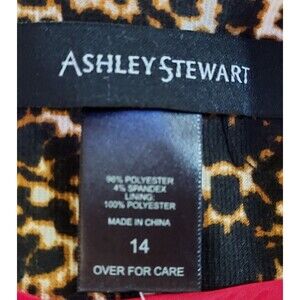 ASHLEY STEWART
96% POLYESTER
4% SPANDEX
LINING:
100% POLYESTER
MADE IN CHINA
14
OVER FOR CARE